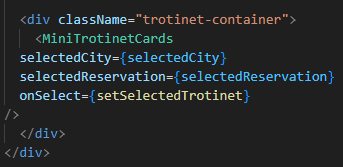 <div className="trotinet-container">
<MiniTrotinetCards
selectedCity={selectedCity}
selectedReservation={selectedReservation}
onSelect={setSelectedTrotinet}
/>
</div>
</div>